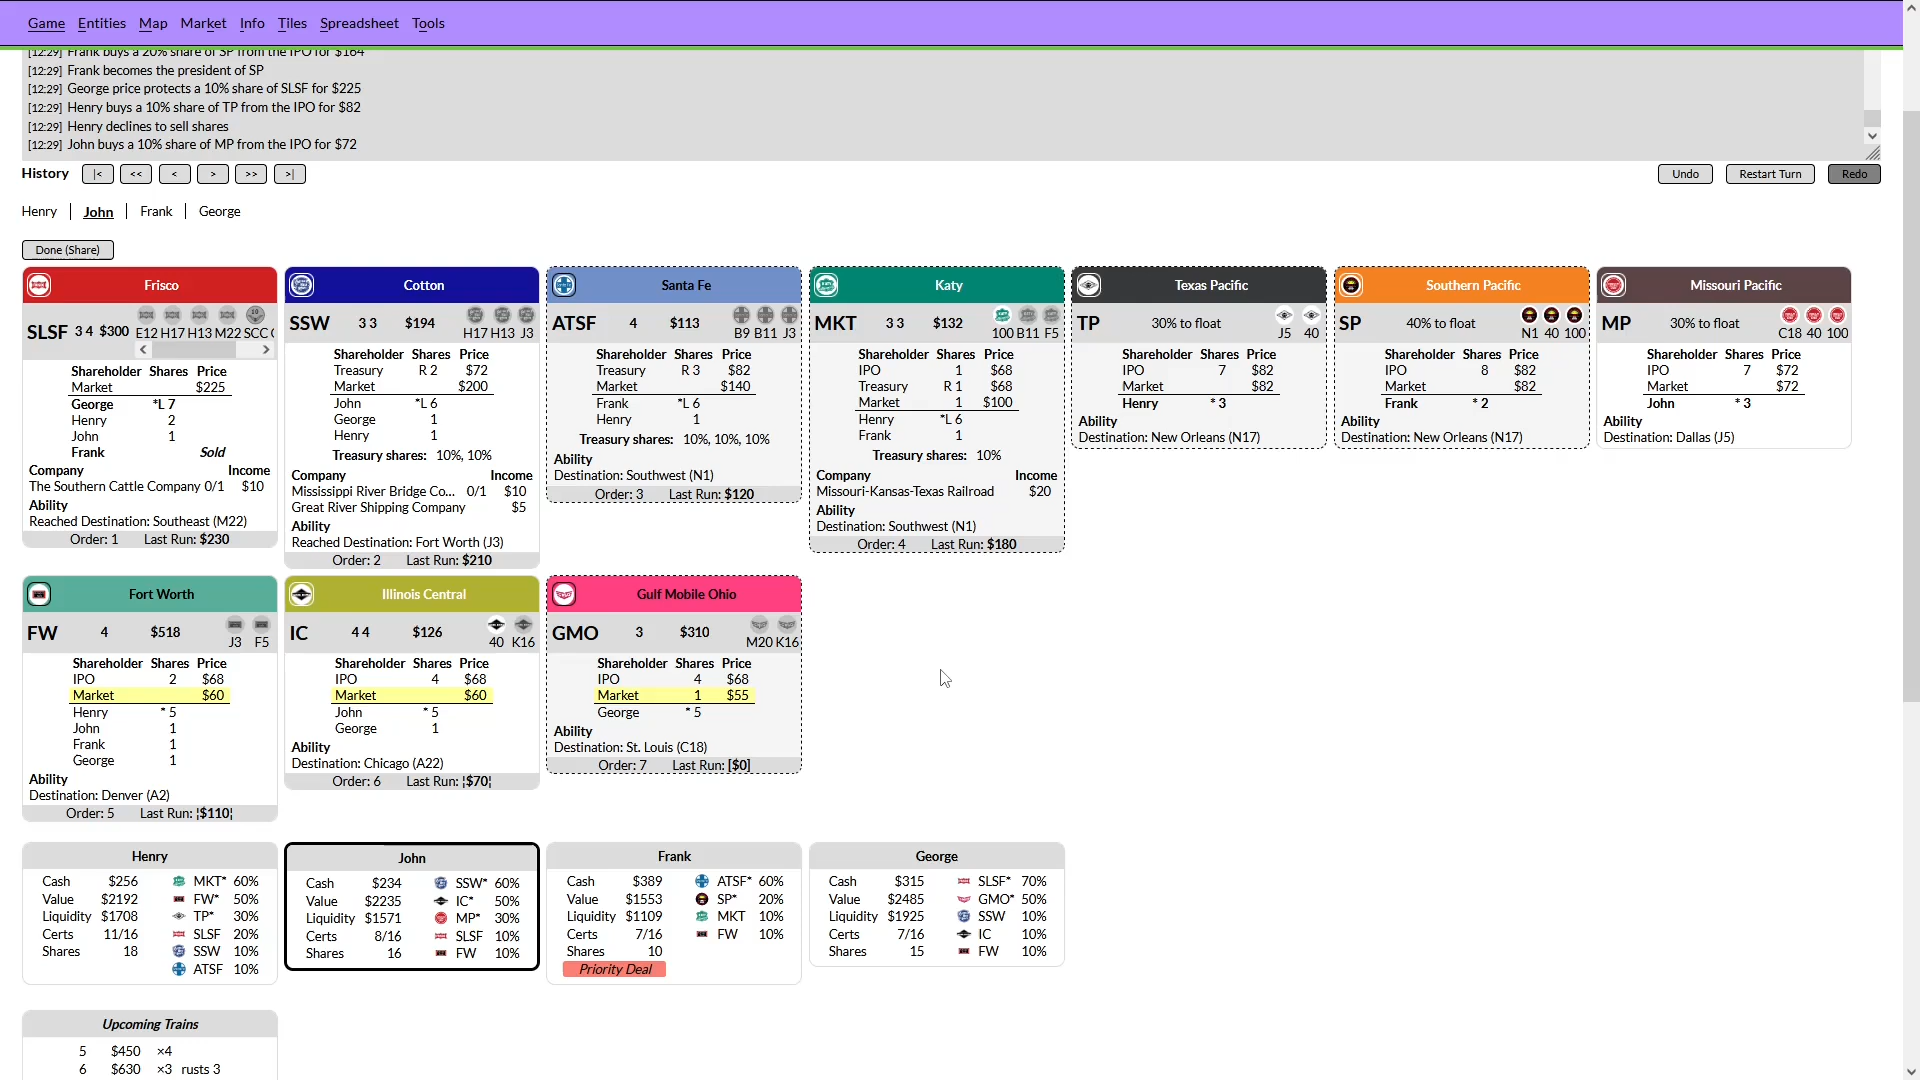 Game Entities Map Market Info Tiles Spreadsheet Tools
[12:29] Frank buys a 20% share of SP from the IPO for $164
[12:29] Frank becomes the president of SP
[12:29] George price protects a 10% share of SLSF for $225
[12:29] Henry buys a 10% share of TP from the IPO for $82
[12:29] Henry declines to sell shares
[12:29] John buys a 10% share of MP from the IPO for $72
History |< << < > >> >| Undo Restart Turn Redo
Henry John Frank George
Done (Share)
Frisco
SLSF 3 4 $300 E12 H17 H13 M22 SCC
Shareholder Shares Price
Market $225
George *L 7
Henry 2
John 1
Frank Sold
Company Income
The Southern Cattle Company 0/1 $10
Ability
Reached Destination: Southeast (M22)
Order: 1 Last Run: $230
Cotton
SSW 3 3 $194 H17 H13 J3
Shareholder Shares Price
Treasury R 2 $72
Market $200
John *L 6
George 1
Henry 1
Treasury shares: 10%, 10%
Company Income
Mississippi River Bridge Co... 0/1 $10
Great River Shipping Company $5
Ability
Reached Destination: Fort Worth (J3)
Order: 2 Last Run: $210
Santa Fe
ATSF 4 $113 B9 B11 J3
Shareholder Shares Price
Treasury R 3 $82
Market $140
Frank *L 6
Henry 1
Treasury shares: 10%, 10%, 10%
Ability
Destination: Southwest (N1)
Order: 3 Last Run: $120
Katy
MKT 3 3 $132 100 B11 F5
Shareholder Shares Price
IPO 1 $68
Treasury R 1 $68
Market 1 $100
Henry *L 6
Frank 1
Treasury shares: 10%
Company Income
Missouri-Kansas-Texas Railroad $20
Ability
Destination: Southwest (N1)
Order: 4 Last Run: $180
Texas Pacific
TP 30% to float J5 40
Shareholder Shares Price
IPO 7 $82
Market $82
Henry * 3
Ability
Destination: New Orleans (N17)
Southern Pacific
SP 40% to float N1 40 100
Shareholder Shares Price
IPO 8 $82
Market $82
Frank * 2
Ability
Destination: New Orleans (N17)
Missouri Pacific
MP 30% to float C18 40 100
Shareholder Shares Price
IPO 7 $72
Market $72
John * 3
Ability
Destination: Dallas (J5)
Fort Worth
FW 4 $518 J3 F5
Shareholder Shares Price
IPO 2 $68
Market $60
Henry * 5
John 1
Frank 1
George 1
Ability
Destination: Denver (A2)
Order: 5 Last Run: ¦$110¦
Illinois Central
IC 4 4 $126 40 K16
Shareholder Shares Price
IPO 4 $68
Market $60
John * 5
George 1
Ability
Destination: Chicago (A22)
Order: 6 Last Run: ¦$70¦
Gulf Mobile Ohio
GMO 3 $310 M20 K16
Shareholder Shares Price
IPO 4 $68
Market 1 $55
George * 5
Ability
Destination: St. Louis (C18)
Order: 7 Last Run: [$0]
Henry
Cash $256 MKT* 60%
Value $2192 FW* 50%
Liquidity $1708 TP* 30%
Certs 11/16 SLSF 20%
Shares 18 SSW 10%
ATSF 10%
John
Cash $234 SSW* 60%
Value $2235 IC* 50%
Liquidity $1571 MP* 30%
Certs 8/16 SLSF 10%
Shares 16 FW 10%
Frank
Cash $389 ATSF* 60%
Value $1553 SP* 20%
Liquidity $1109 MKT 10%
Certs 7/16 FW 10%
Shares 10
Priority Deal
George
Cash $315 SLSF* 70%
Value $2485 GMO* 50%
Liquidity $1925 SSW 10%
Certs 7/16 IC 10%
Shares 15 FW 10%
Upcoming Trains
5 $450 ×4
6 $630 ×3 rusts 3